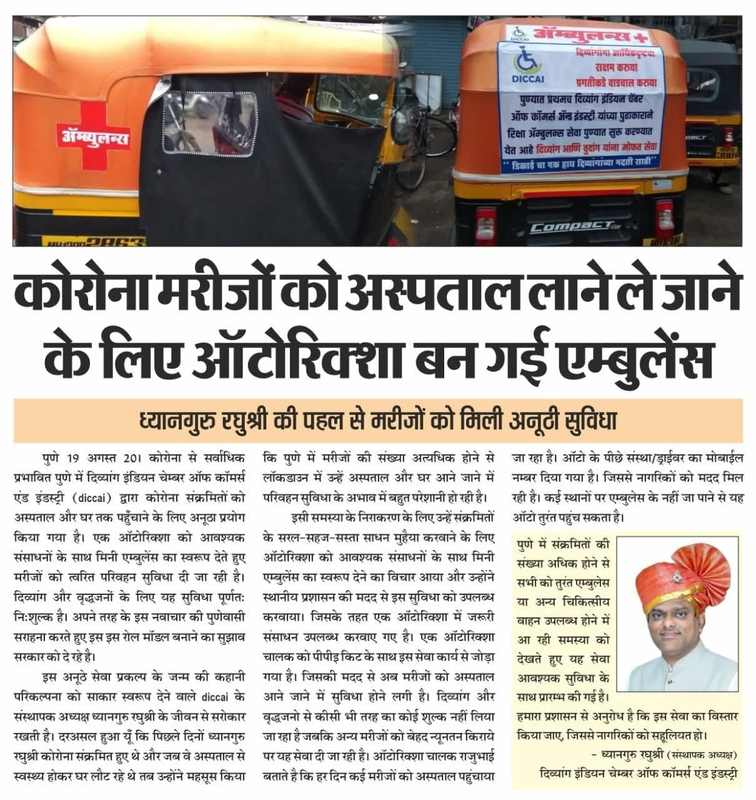 अ‍ॅम्बुलन्स
MH12QQ2863
अ‍ॅम्ब्युलन्स +
DICCAI
DICCAI
दिव्यांगांना आर्थिकदृष्ट्या
सक्षम करुया
प्रगतीकडे वाटचाल करुया
पुण्यात प्रथमच दिव्यांग इंडियन चेंबर
ऑफ कॉमर्स अ‍ॅन्ड इंडस्ट्री यांच्या पुढाकाराने
रिक्षा अ‍ॅम्बुलन्स सेवा पुण्यात सुरू करण्यात
येत आहे दिव्यांग आणि वृद्धांग यांना मोफत सेवा
COMPACT
COMPACT
कोरोना मरीजों को अस्पताल लाने ले जाने
के लिए ऑटोरिक्शा बन गई एम्बुलेंस
ध्यानगुरु रघुश्री की पहल से मरीजों को मिली अनूठी सुविधा
पुणे 19 अगस्त 201 कोरोना से सर्वाधिक
प्रभावित पुणे में दिव्यांग इंडियन चेम्बर ऑफ कॉमर्स
एंड इंडस्ट्री (diccai) द्वारा कोरोना संक्रमितों को
अस्पताल और घर तक पहुँचाने के लिए अनूठा प्रयोग
किया गया है। एक ऑटोरिक्शा को आवश्यक
संसाधनों के साथ मिनी एम्बुलेंस का स्वरूप देते हुए
मरीजों को त्वरित परिवहन सुविधा दी जा रही है।
दिव्यांग और वृद्धजनों के लिए यह सुविधा पूर्णत:
नि:शुल्क है। अपने तरह के इस नवाचार की पुणेवासी
सराहना करते हुए इस इस रोल मॉडल बनाने का सुझाव
सरकार को दे रहे है।
इस अनूठे सेवा प्रकल्प के जन्म की कहानी
परिकल्पना को साकार स्वरूप देने वाले diccai के
संस्थापक अध्यक्ष ध्यानगुरु रघुश्री के जीवन से सरोकार
रखती है। दरअसल हुआ यूँ कि पिछले दिनों ध्यानगुरु
रघुश्री कोरोना संक्रमित हुए थे और जब वे अस्पताल से
स्वस्थ्य होकर घर लौट रहे थे तब उन्होंने महसूस किया
कि पुणे में मरीजों की संख्या अत्यधिक होने से
लॉकडाउन में उन्हें अस्पताल और घर आने जाने में
परिवहन सुविधा के अभाव में बहुत परेशानी हो रही है।
इसी समस्या के निराकरण के लिए उन्हें संक्रमितों
के सरल-सहज-सस्ता साधन मुहैया करवाने के लिए
ऑटोरिक्शा को आवश्यक संसाधनों के साथ मिनी
एम्बुलेंस का स्वरूप देने का विचार आया और उन्होंने
स्थानीय प्रशासन की मदद से इस सुविधा को उपलब्ध
करवाया। जिसके तहत एक ऑटोरिक्शा में जरूरी
संसाधन उपलब्ध करवाए गए है। एक ऑटोरिक्शा
चालक को पीपीइ किट के साथ इस सेवा कार्य से जोड़ा
गया है। जिसकी मदद से अब मरीजों को अस्पताल
आने जाने में सुविधा होने लगी है। दिव्यांग और
वृद्धजनो से कीसी भी तरह का कोई शुल्क नहीं लिया
जा रहा है जबकि अन्य मरीजों को बेहद न्यूनतन किराये
पर यह सेवा दी जा रही है। ऑटोरिक्शा चालक राजुभाई
बताते है कि हर दिन कई मरीजों को अस्पताल पहुंचाया
जा रहा है। ऑटो के पीछे संस्था/ड्राईवर का मोबाईल
नम्बर दिया गया है। जिससे नागरिकों को मदद मिल
रही है। कई स्थानों पर एम्बुलेंस के नहीं जा पाने से यह
ऑटो तुरंत पहुंच सकता है।
पुणे में संक्रमितों की
संख्या अधिक होने से
सभी को तुरंत एम्बुलेंस
या अन्य चिकित्सीय
वाहन उपलब्ध होने में
आ रही समस्या को
देखते हुए यह सेवा
आवश्यक सुविधा के
साथ प्रारम्भ की गई है।
हमारा प्रशासन से अनुरोध है कि इस सेवा का विस्तार
किया जाए, जिससे नागरिकों को सहूलियत हो।
- ध्यानगुरु रघुश्री (संस्थापक अध्यक्ष)
दिव्यांग इंडियन चेम्बर ऑफ कॉमर्स एंड इंडस्ट्री